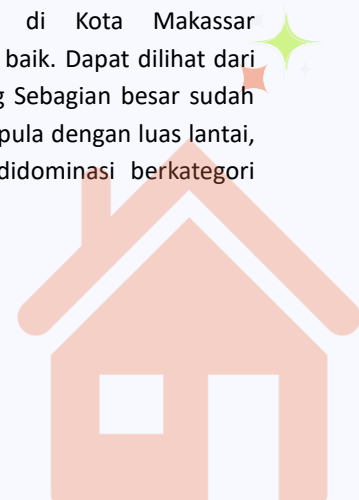 di Kota Makassar
baik. Dapat dilihat dari
Sebagian besar sudah
pula dengan luas lantai,
didominasi berkategori